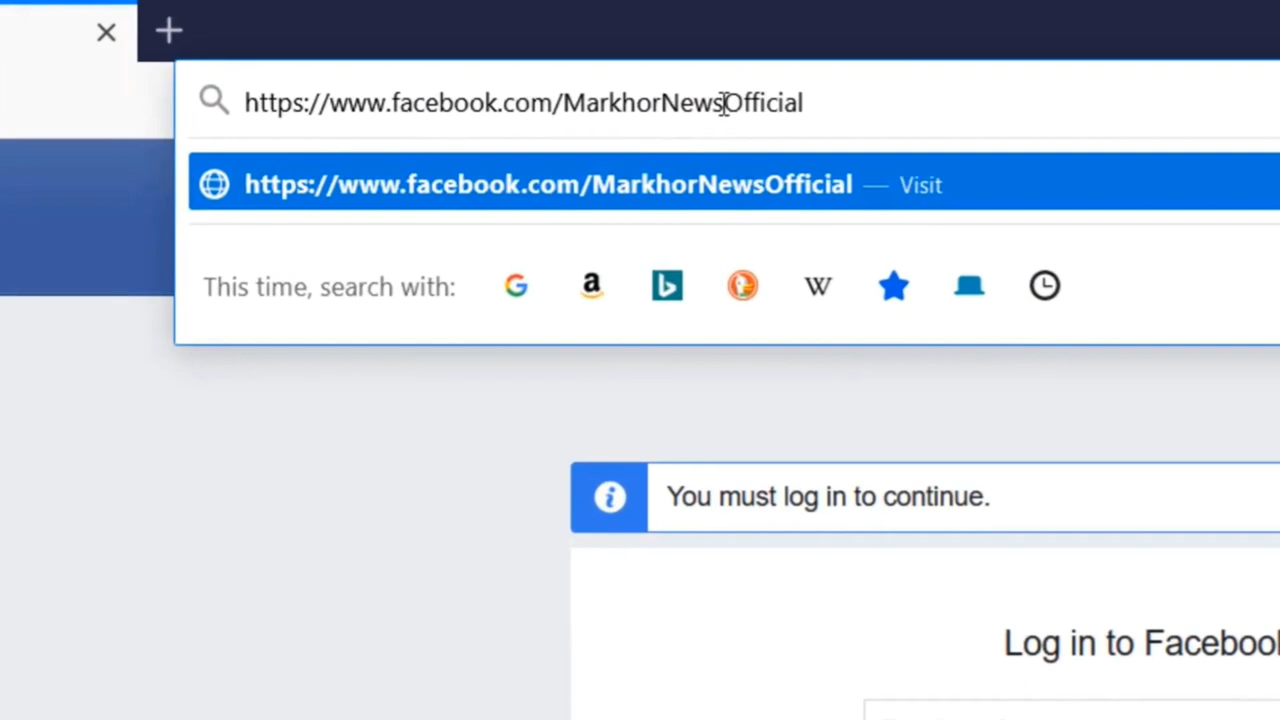 https://www.facebook.com/MarkhorNewsOfficial
https://www.facebook.com/MarkhorNewsOfficial — Visit
This time, search with:
You must log in to continue.
Log in to Facebook